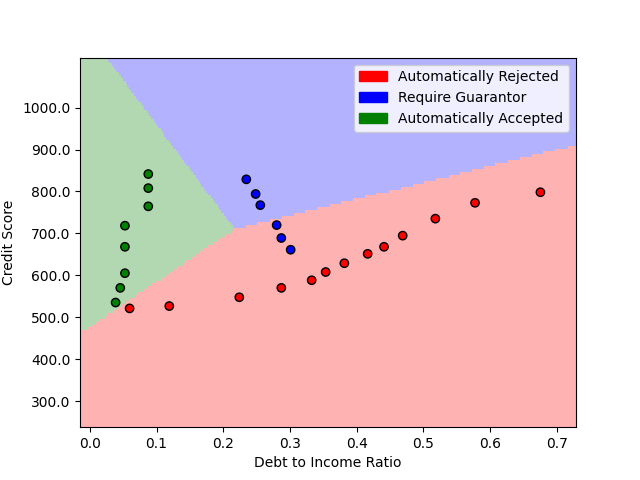 Automatically Rejected
Require Guarantor
Automatically Accepted
1000.0
900.0
800.0
700.0
600.0
500.0
400.0
300.0
Credit Score
0.0 0.1 0.2 0.3 0.4 0.5 0.6 0.7
Debt to Income Ratio